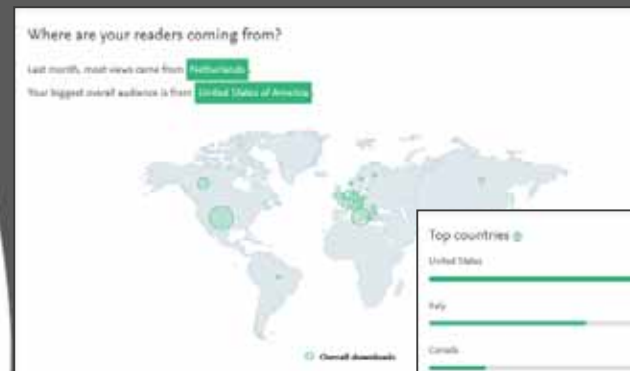 Where are your readers coming from?
Last month, most views came from Netherlands
Your biggest overall audience is from United States of America
Overall downloads
Top countries
United States
Italy
Canada